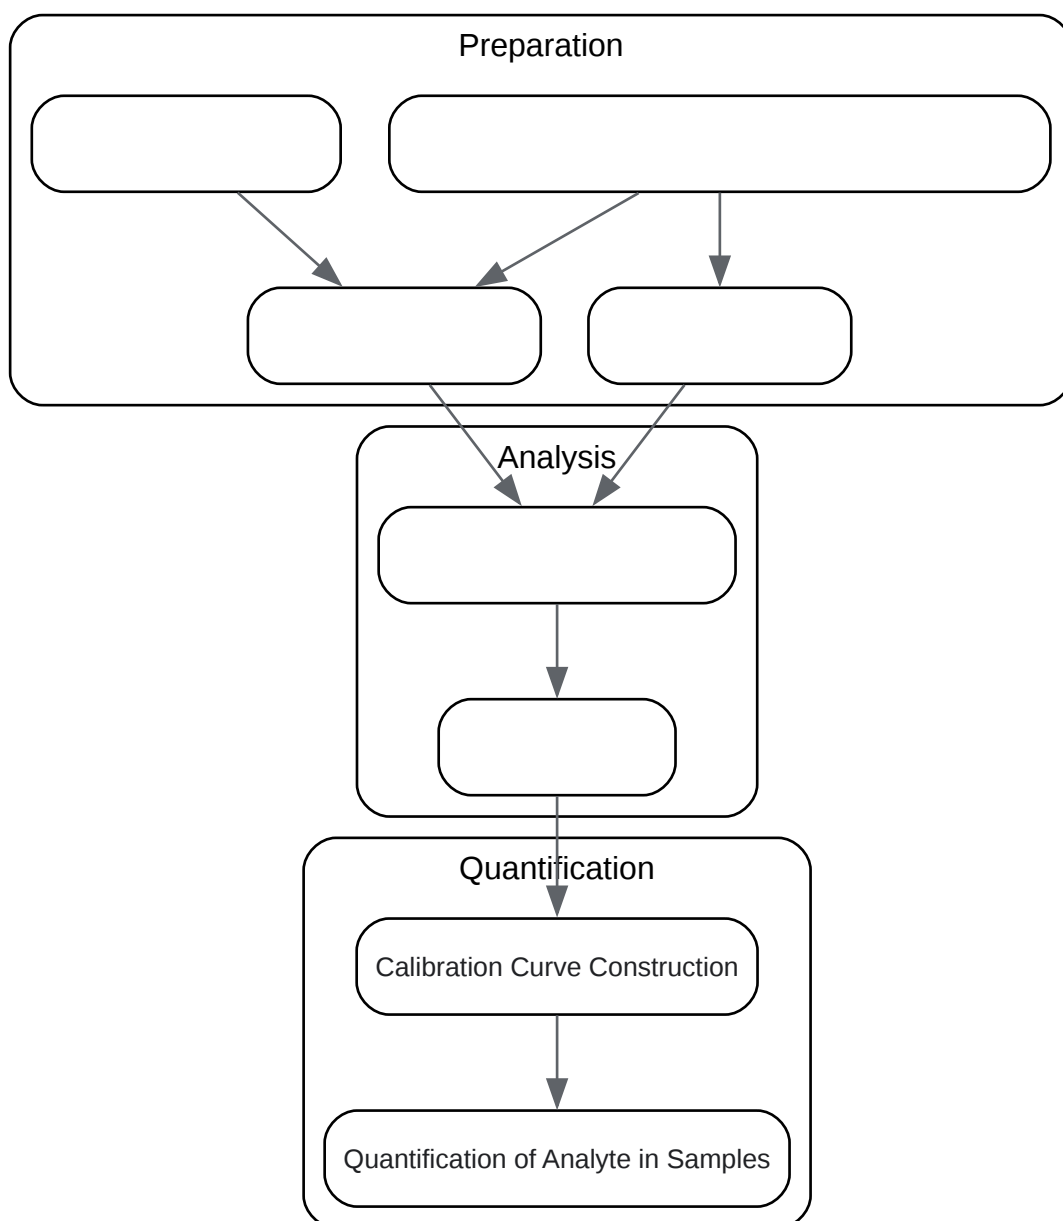 Preparation
Analysis
Quantification
Calibration Curve Construction
Quantification of Analyte in Samples